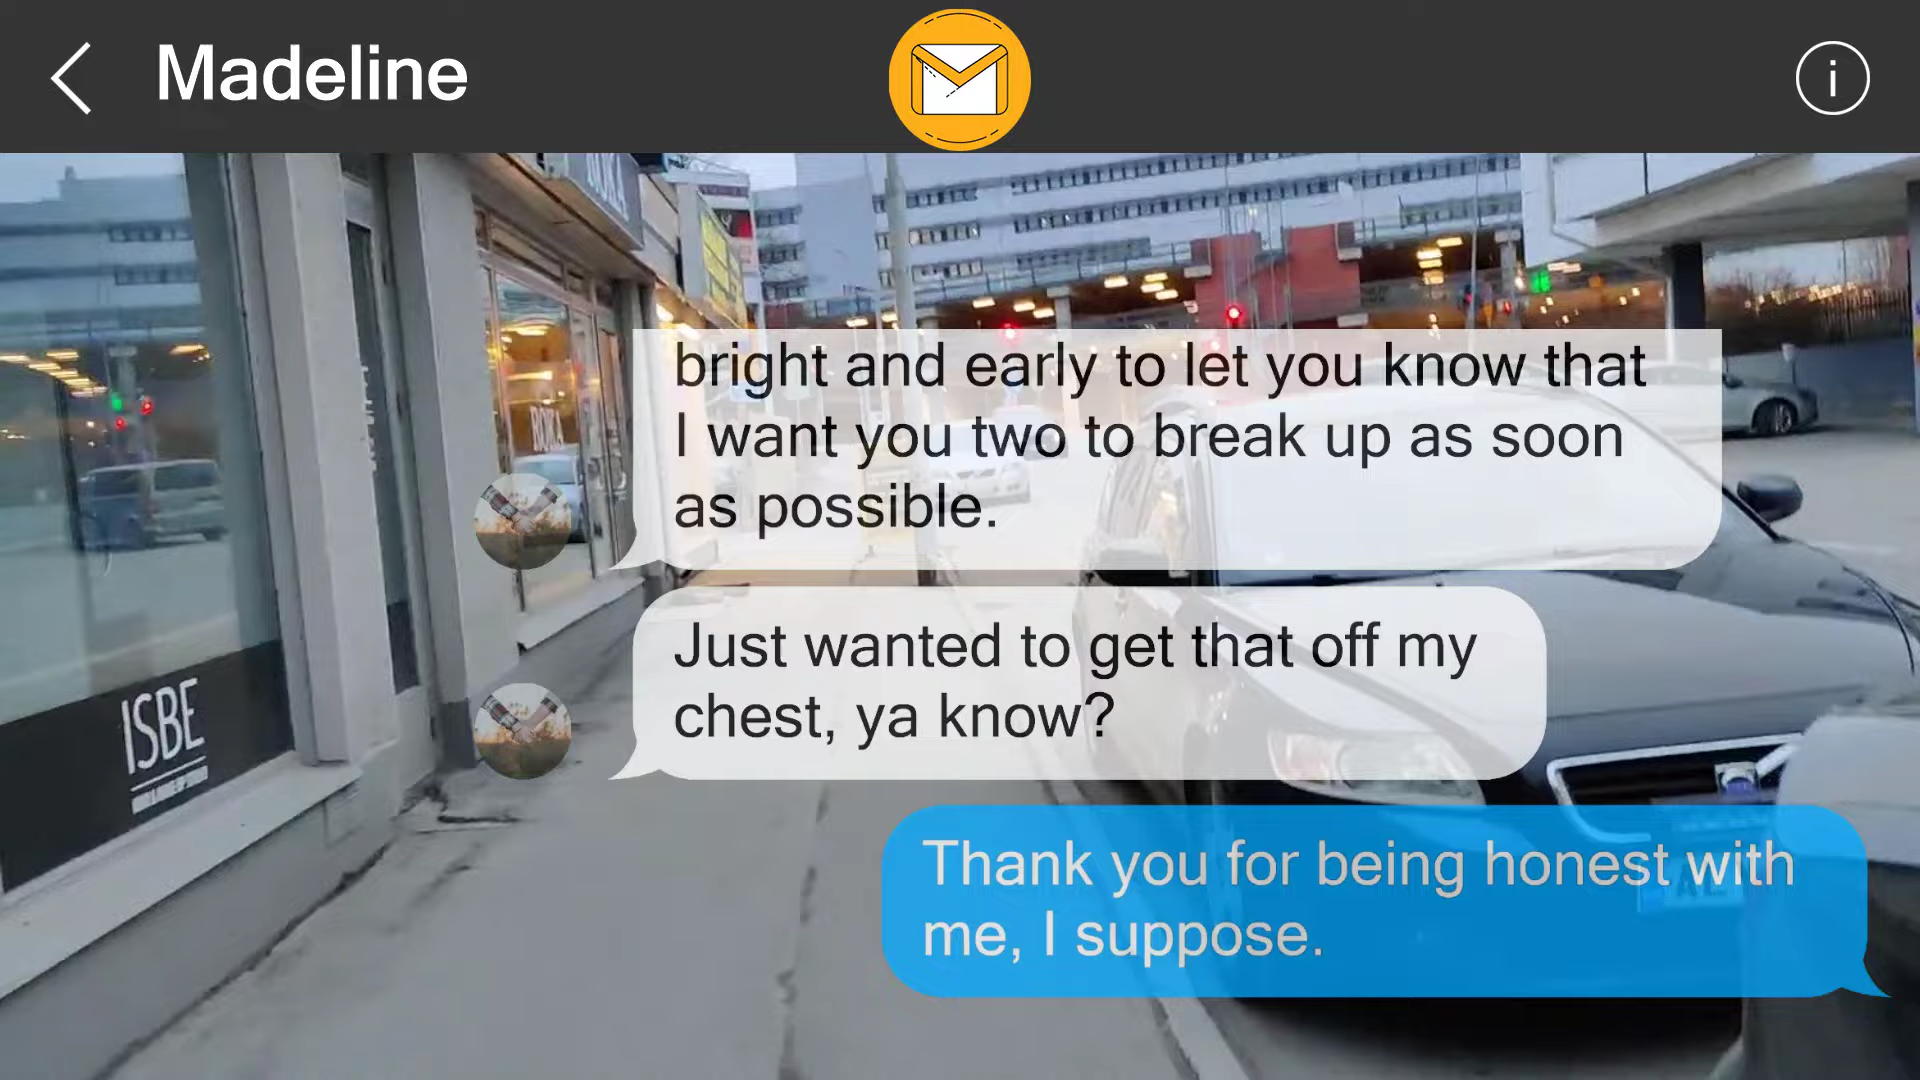 Madeline
i
bright and early to let you know that
I want you two to break up as soon
as possible.
Just wanted to get that off my
chest, ya know?
Thank you for being honest with
me, I suppose.
ISBE